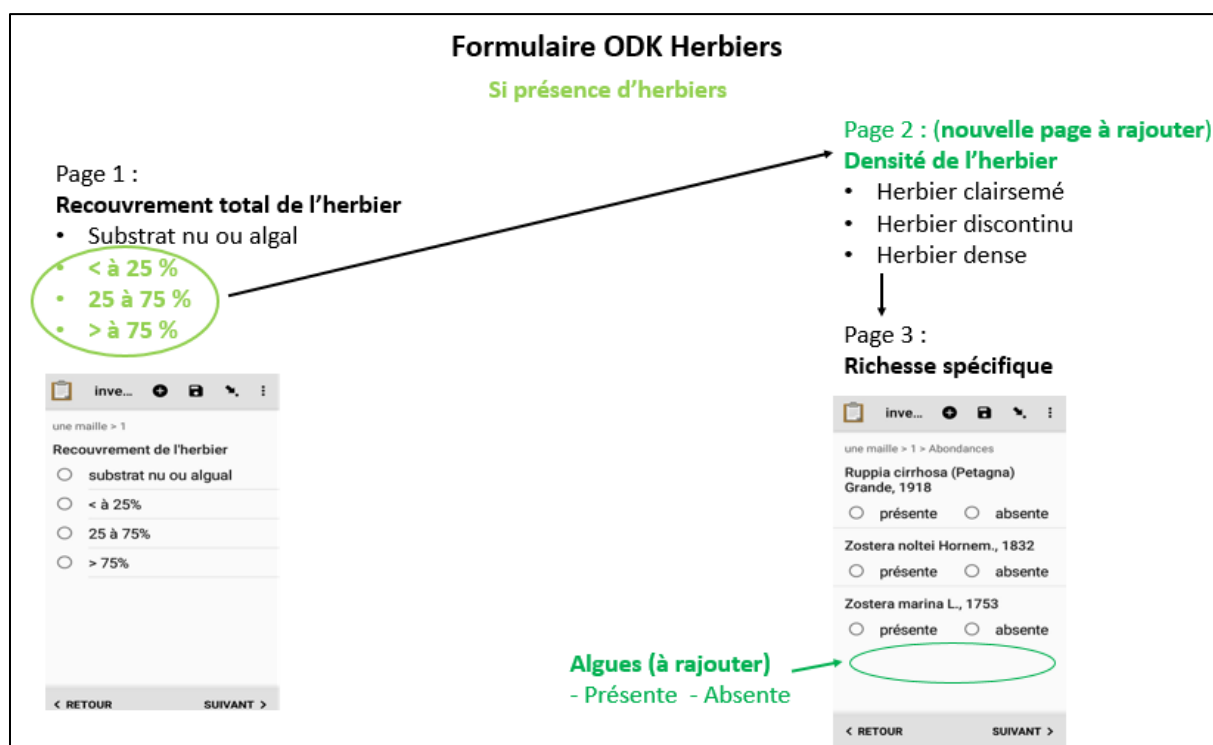 Formulaire ODK Herbiers
Si présence d’herbiers
Page 1 :
Recouvrement total de l’herbier
• Substrat nu ou algal
• < à 25 %
• 25 à 75 %
• > à 75 %
inve...
une maille > 1
Recouvrement de l'herbier
substrat nu ou algual
< à 25%
25 à 75%
> 75%
< RETOUR SUIVANT >
Page 2 : (nouvelle page à rajouter)
Densité de l’herbier
• Herbier clairsemé
• Herbier discontinu
• Herbier dense
Page 3 :
Richesse spécifique
inve...
une maille > 1 > Abondances
Ruppia cirrhosa (Petagna)
Grande, 1918
présente absente
Zostera noltei Hornem., 1832
présente absente
Zostera marina L., 1753
présente absente
Algues (à rajouter)
- Présente - Absente
< RETOUR SUIVANT >